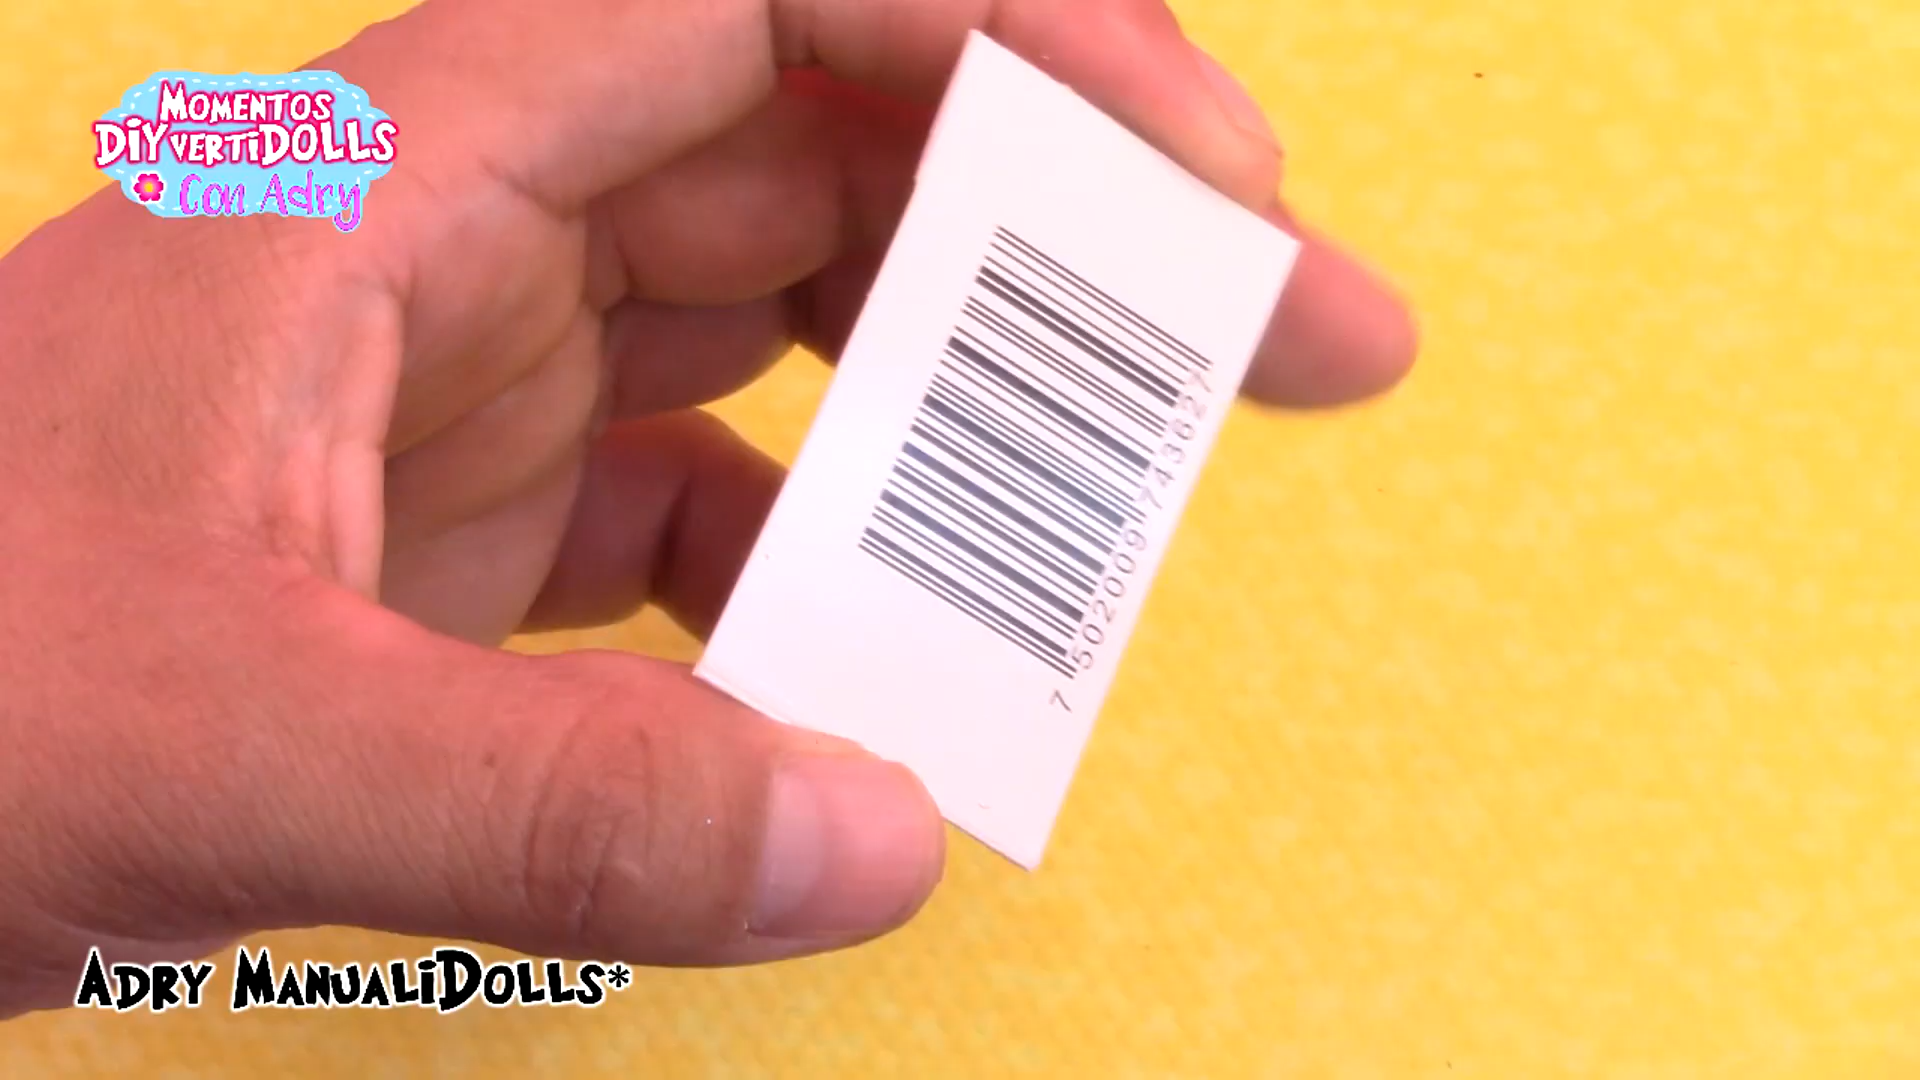 MOMENTOS
DiYVERTiDOLLS
Con Adry
7 502009 743627
ADRY MANUALiDOLLS*